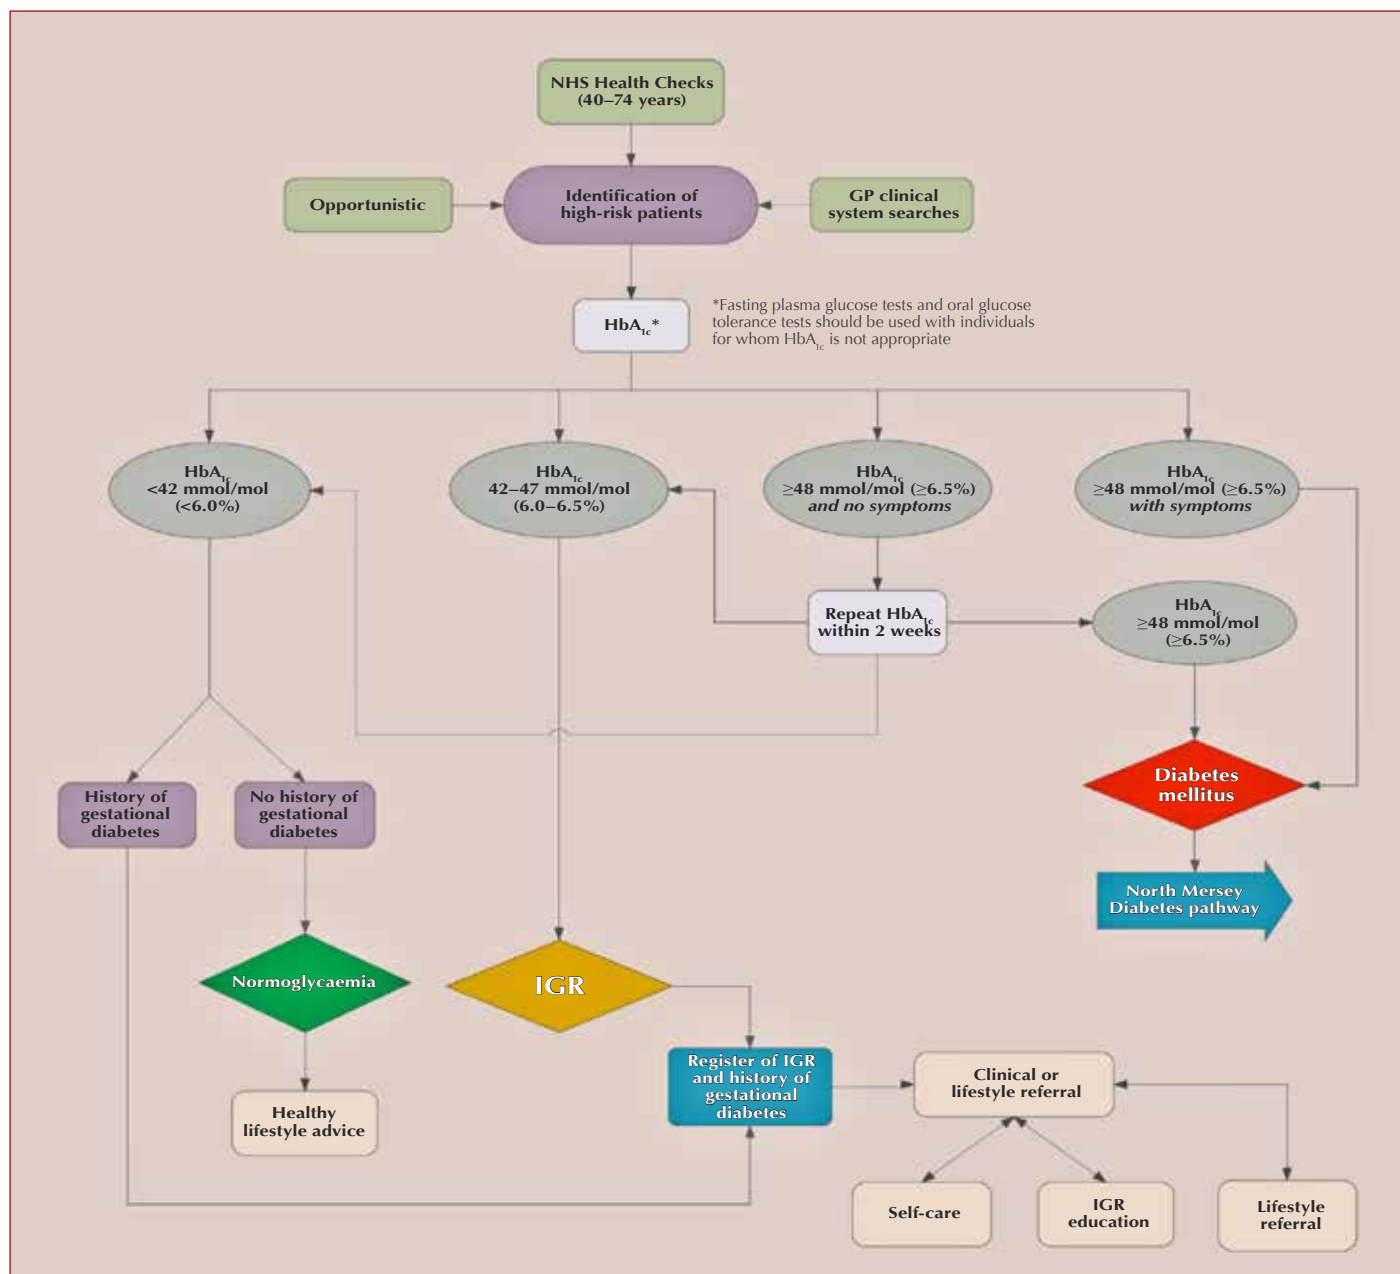 NHS Health Checks
(40–74 years)
Opportunistic
Identification of
high-risk patients
GP clinical
system searches
HbA1c*
*Fasting plasma glucose tests and oral glucose
tolerance tests should be used with individuals
for whom HbA1c is not appropriate
HbA1c
<42 mmol/mol
(<6.0%)
HbA1c
42–47 mmol/mol
(6.0–6.5%)
HbA1c
≥48 mmol/mol (≥6.5%)
and no symptoms
HbA1c
≥48 mmol/mol (≥6.5%)
with symptoms
Repeat HbA1c
within 2 weeks
HbA1c
≥48 mmol/mol
(≥6.5%)
History of
gestational
diabetes
No history of
gestational
diabetes
Diabetes
mellitus
North Mersey
Diabetes pathway
Normoglycaemia
IGR
Register of IGR
and history of
gestational
diabetes
Clinical or
lifestyle referral
Healthy
lifestyle advice
Self-care
IGR
education
Lifestyle
referral